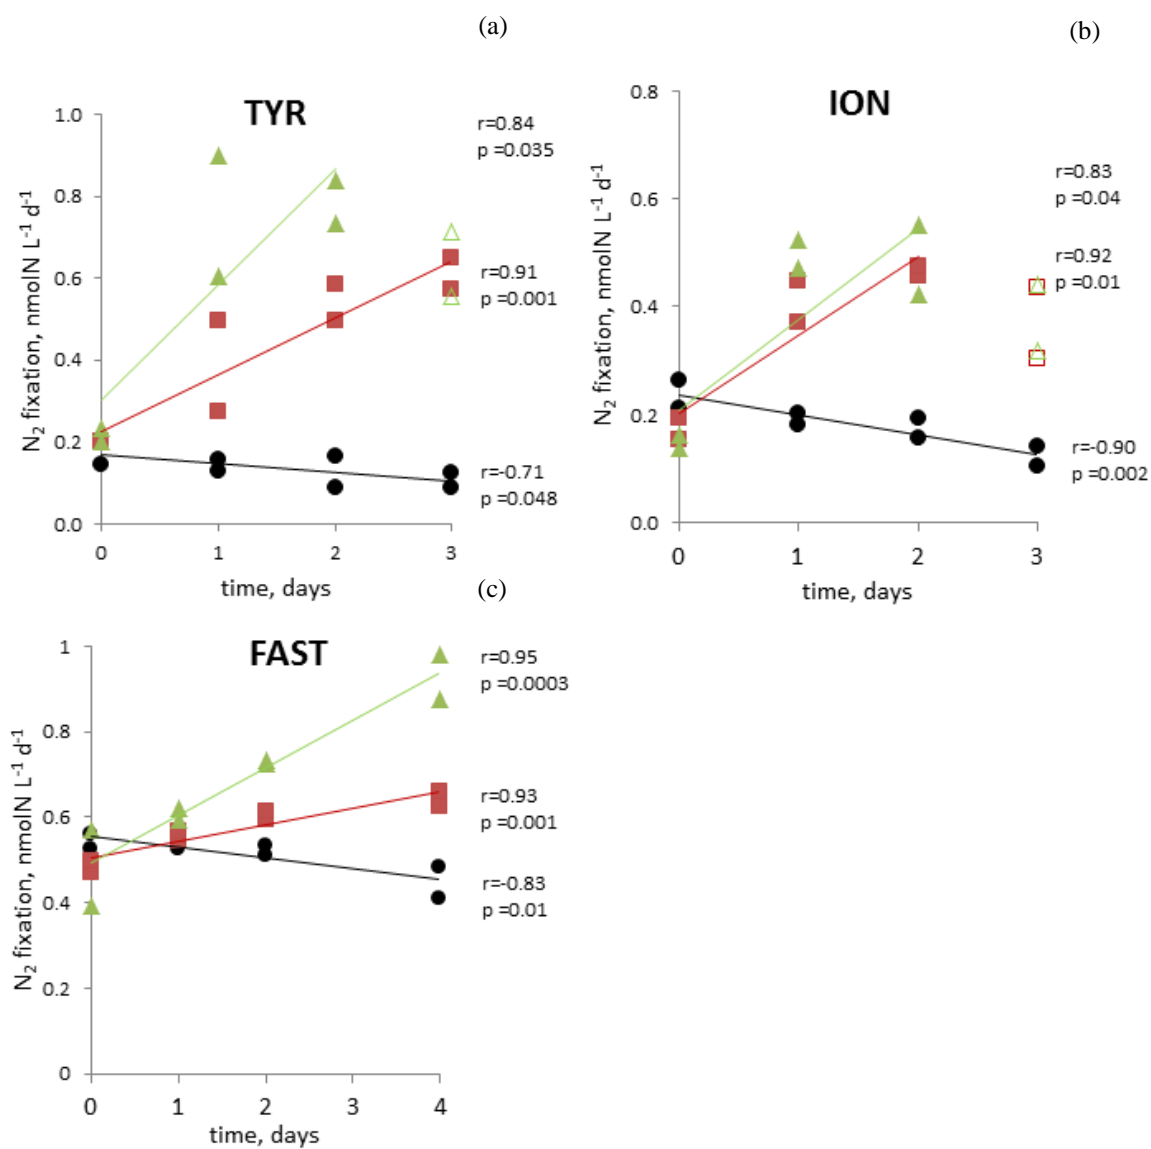 (a)
TYR
1.0
0.8
0.6
0.4
0.2
0.0
N₂ fixation, nmolN L⁻¹ d⁻¹
0 1 2 3
time, days
r=0.84
p =0.035
r=0.91
p =0.001
r=-0.71
p =0.048
(b)
ION
0.8
0.6
0.4
0.2
0.0
N₂ fixation, nmolN L⁻¹ d⁻¹
0 1 2 3
time, days
r=0.83
p =0.04
r=0.92
p =0.01
r=-0.90
p =0.002
(c)
FAST
1
0.8
0.6
0.4
0.2
0
N₂ fixation, nmolN L⁻¹ d⁻¹
0 1 2 3 4
time, days
r=0.95
p =0.0003
r=0.93
p =0.001
r=-0.83
p =0.01